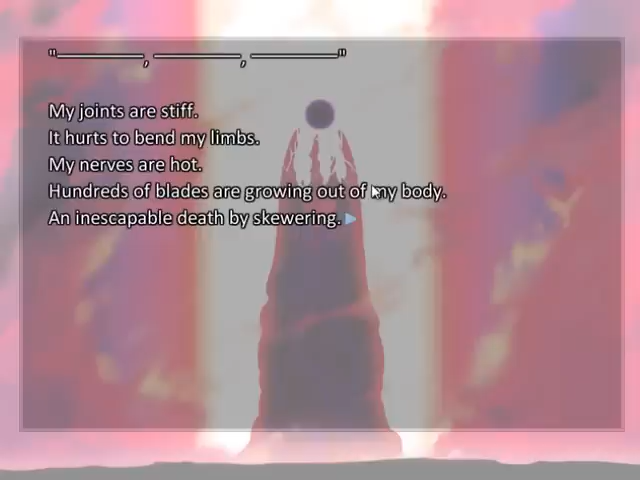 "――――, ――――, ――――"
My joints are stiff.
It hurts to bend my limbs.
My nerves are hot.
Hundreds of blades are growing out of my body.
An inescapable death by skewering.